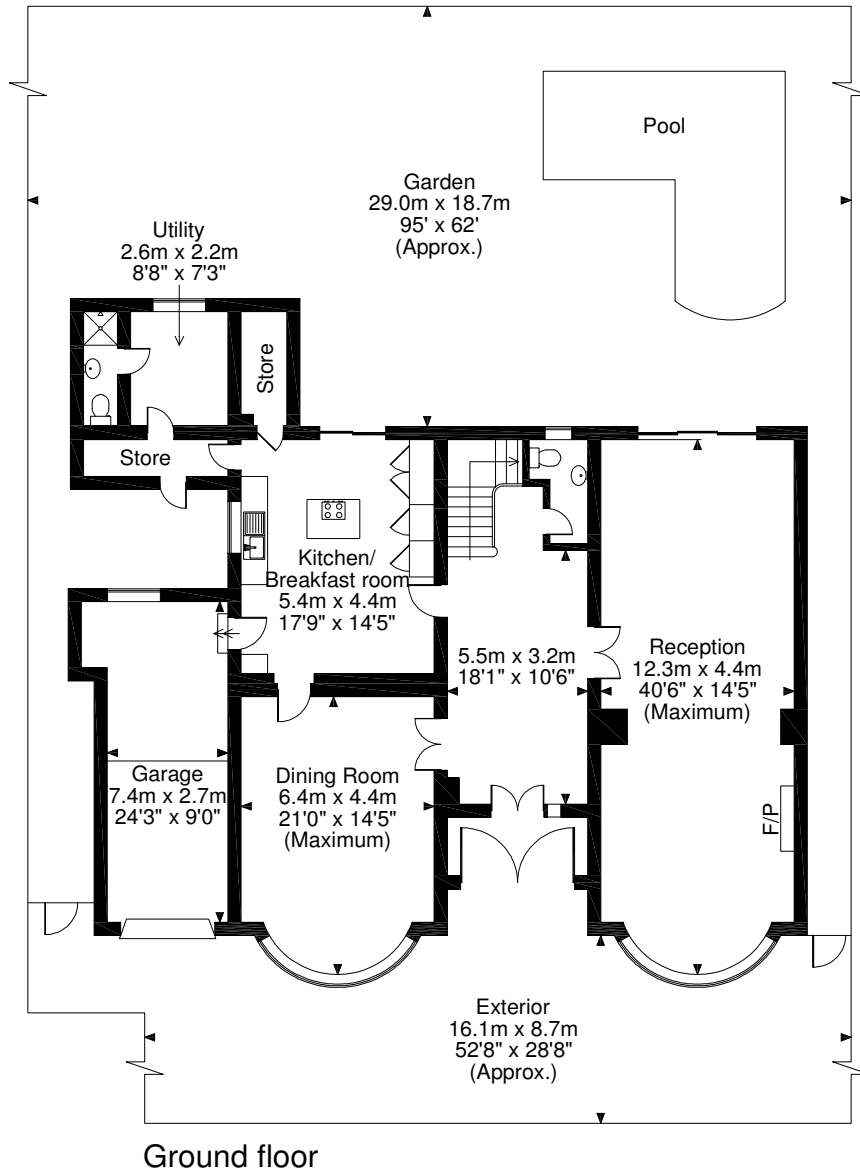 Pool
Garden
29.0m x 18.7m
95' x 62'
(Approx.)
Utility
2.6m x 2.2m
8'8" x 7'3"
Store
Store
Kitchen/
Breakfast room
5.4m x 4.4m
17'9" x 14'5"
5.5m x 3.2m
18'1" x 10'6"
Reception
12.3m x 4.4m
40'6" x 14'5"
(Maximum)
Garage
7.4m x 2.7m
24'3" x 9'0"
Dining Room
6.4m x 4.4m
21'0" x 14'5"
(Maximum)
F/P
Exterior
16.1m x 8.7m
52'8" x 28'8"
(Approx.)
Ground floor